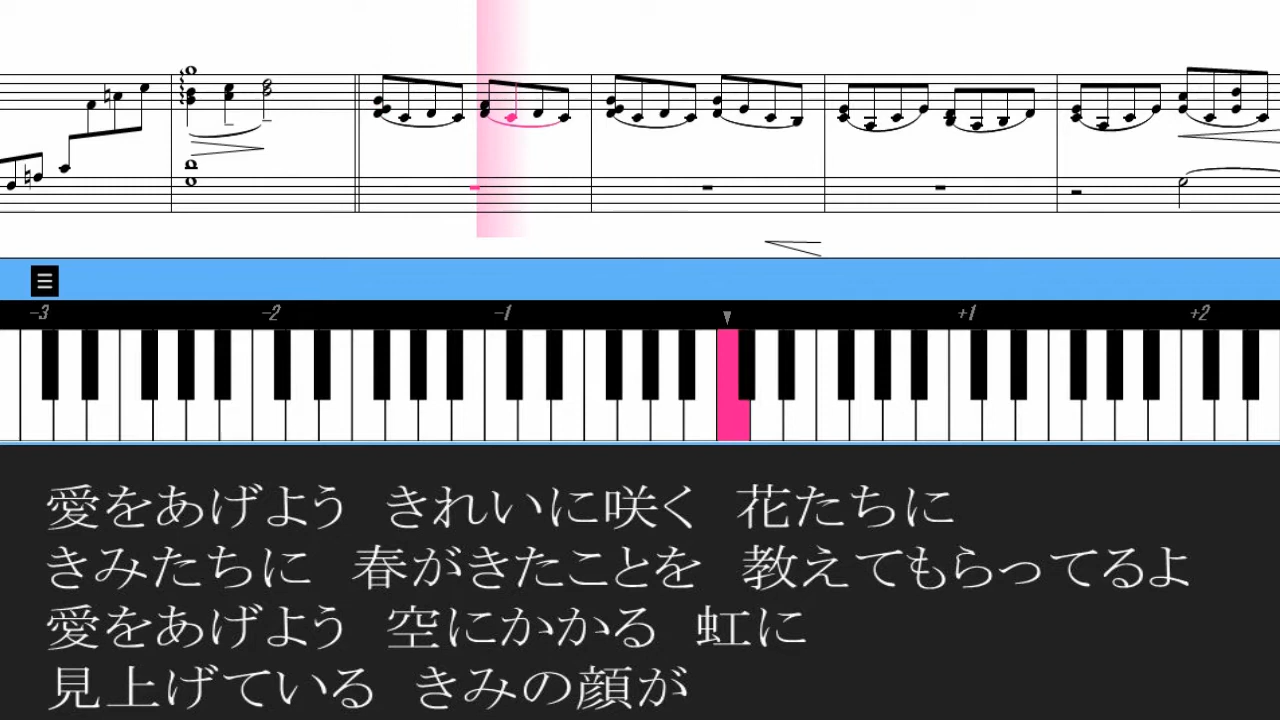 -3 -2 -1 +1 +2
愛をあげよう　きれいに咲く　花たちに
きみたちに　春がきたことを　教えてもらってるよ
愛をあげよう　空にかかる　虹に
見上げている　きみの顔が